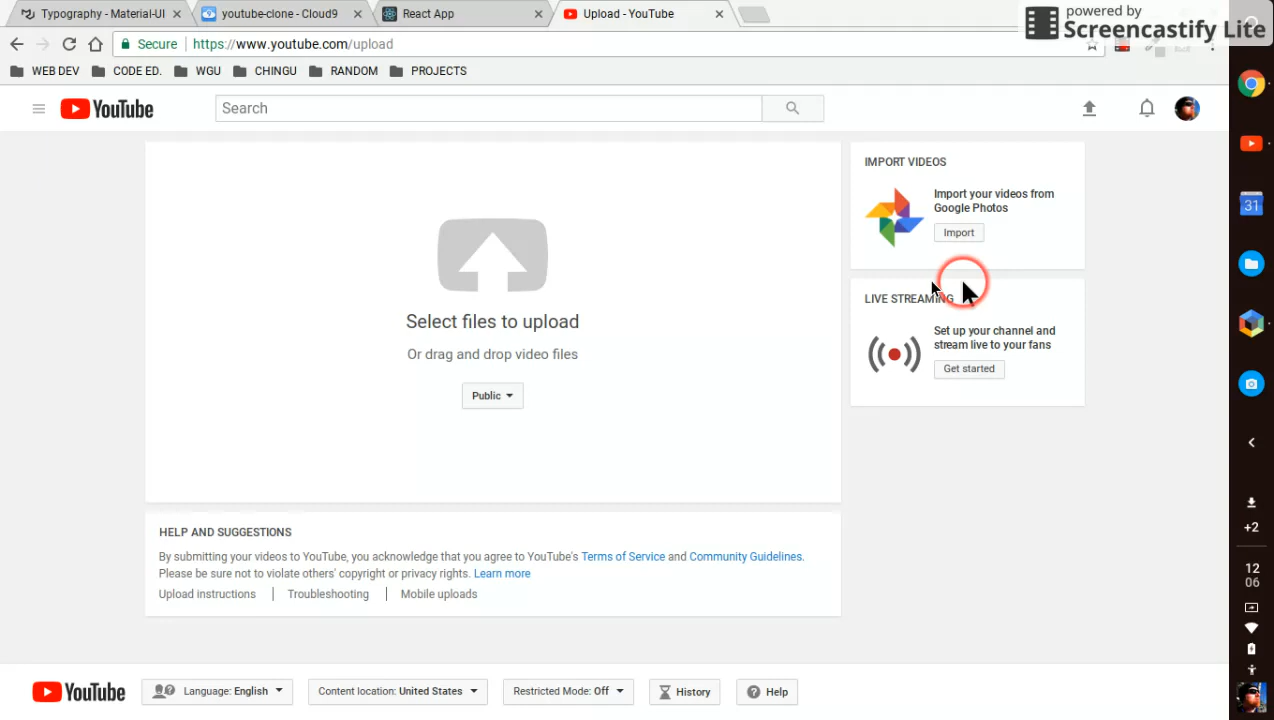 Typography - Material-UI
youtube-clone - Cloud9
React App
Upload - YouTube
powered by
Screencastify Lite
Secure
https://www.youtube.com/upload
WEB DEV
CODE ED.
WGU
CHINGU
RANDOM
PROJECTS
YouTube
Search
IMPORT VIDEOS
Import your videos from
Google Photos
Import
LIVE STREAMING
Set up your channel and
stream live to your fans
Get started
Select files to upload
Or drag and drop video files
Public
HELP AND SUGGESTIONS
By submitting your videos to YouTube, you acknowledge that you agree to YouTube's Terms of Service and Community Guidelines.
Please be sure not to violate others' copyright or privacy rights. Learn more
Upload instructions
Troubleshooting
Mobile uploads
YouTube
Language: English
Content location: United States
Restricted Mode: Off
History
Help
31
+2
12
06